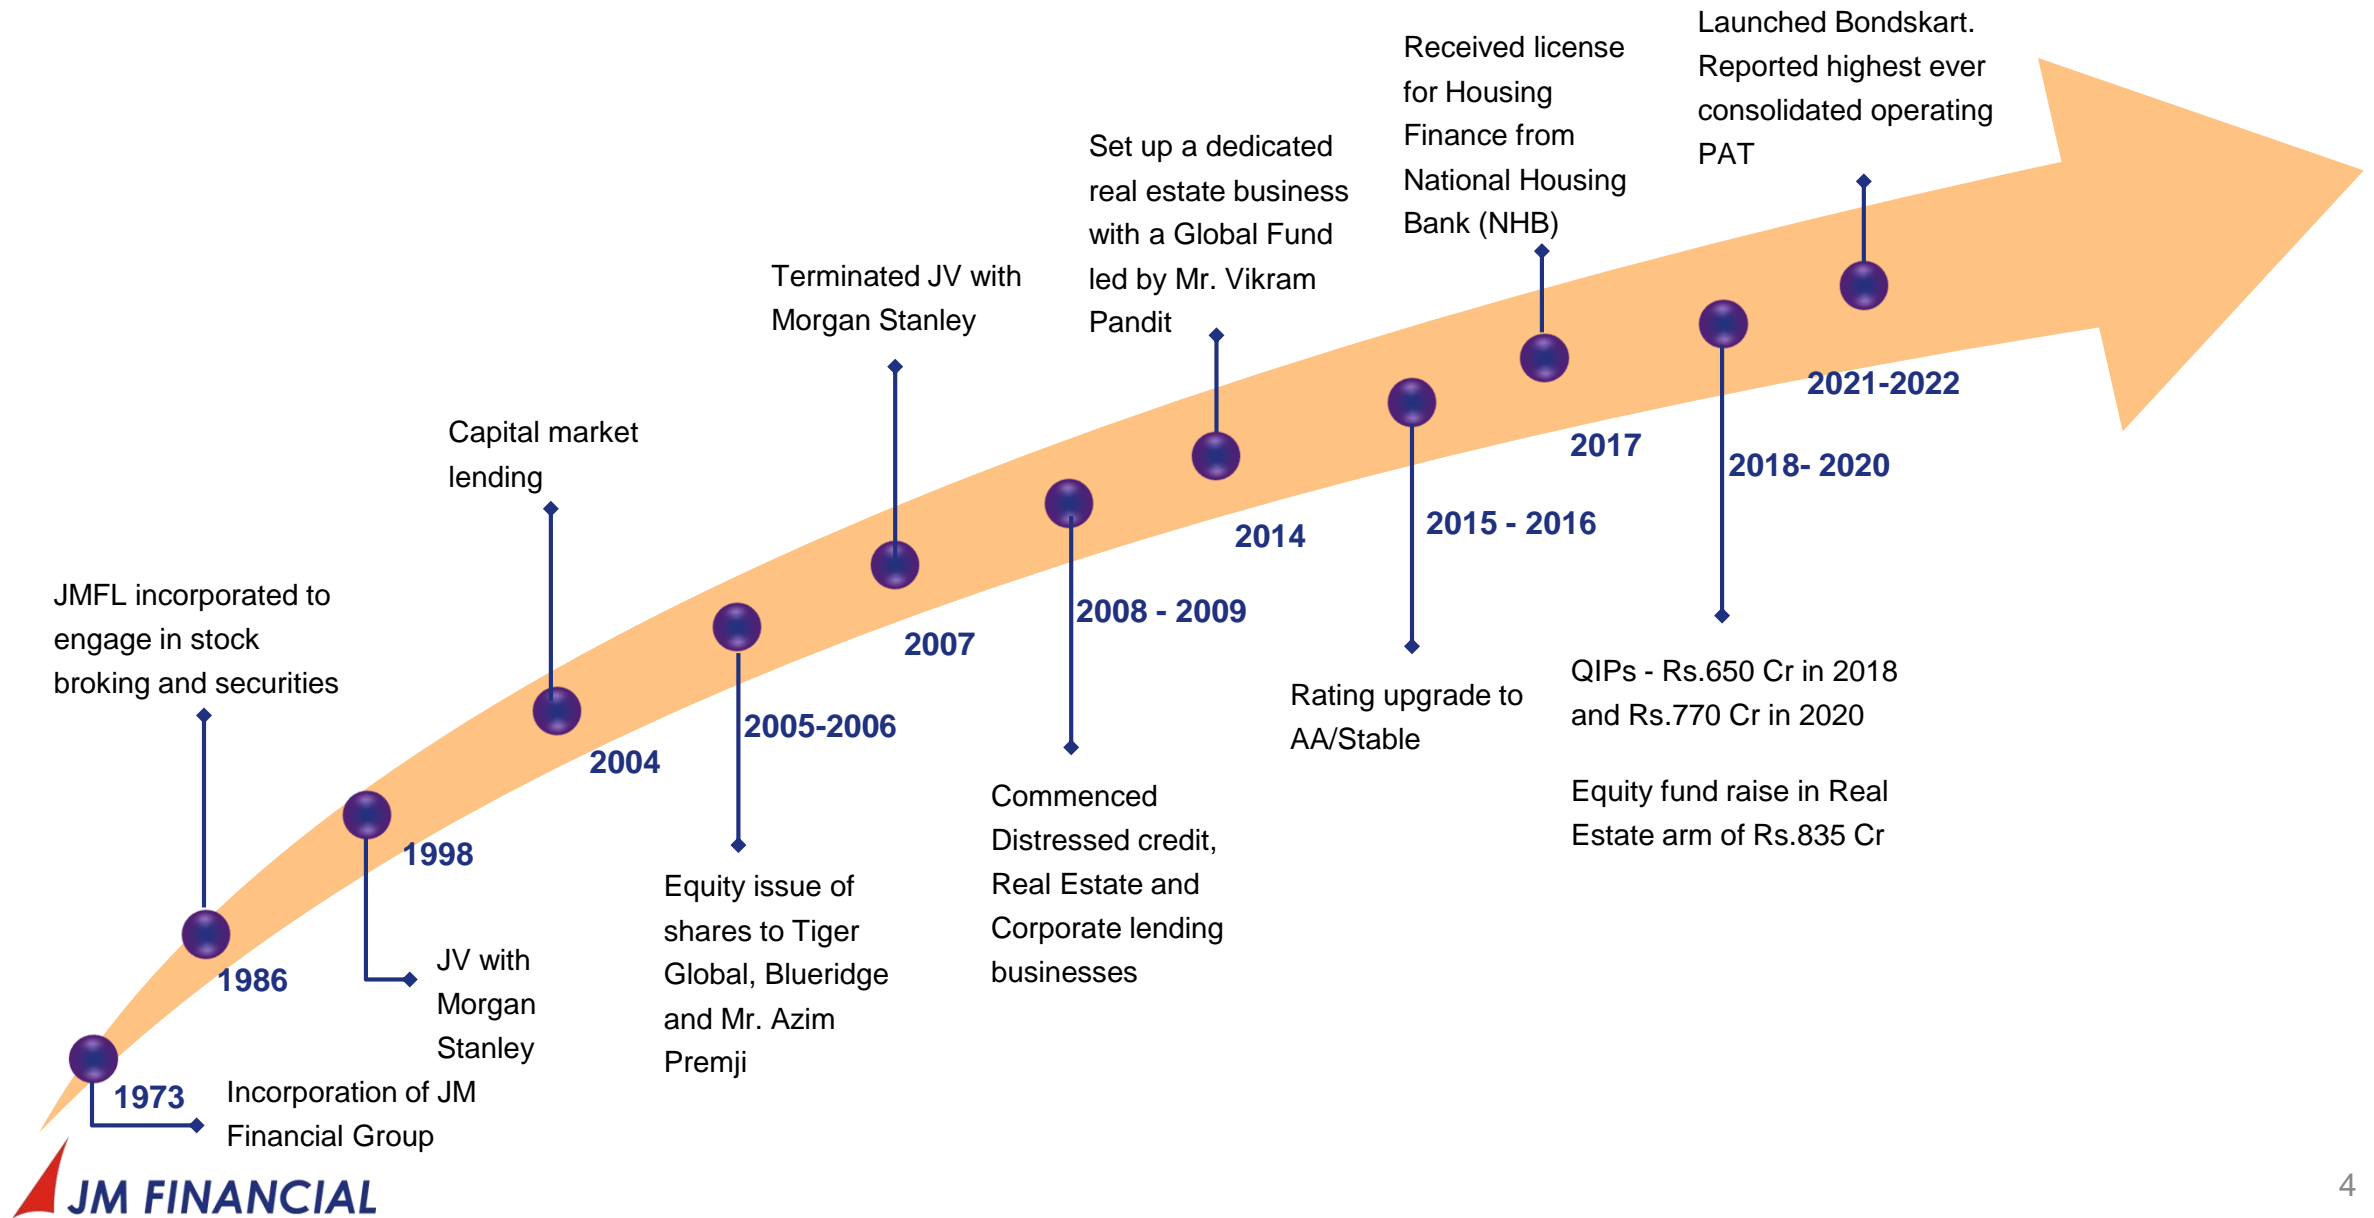 Launched Bondskart.
Reported highest ever
consolidated operating
PAT
Received license
for Housing
Finance from
National Housing
Bank (NHB)
Set up a dedicated
real estate business
with a Global Fund
led by Mr. Vikram
Pandit
Terminated JV with
Morgan Stanley
Capital market
lending
JMFL incorporated to
engage in stock
broking and securities
2021-2022
2017
2018- 2020
2015 - 2016
2014
2008 - 2009
2007
2005-2006
2004
1998
1986
1973
QIPs - Rs.650 Cr in 2018
and Rs.770 Cr in 2020
Equity fund raise in Real
Estate arm of Rs.835 Cr
Rating upgrade to
AA/Stable
Commenced
Distressed credit,
Real Estate and
Corporate lending
businesses
Equity issue of
shares to Tiger
Global, Blueridge
and Mr. Azim
Premji
JV with
Morgan
Stanley
Incorporation of JM
Financial Group
JM FINANCIAL
4